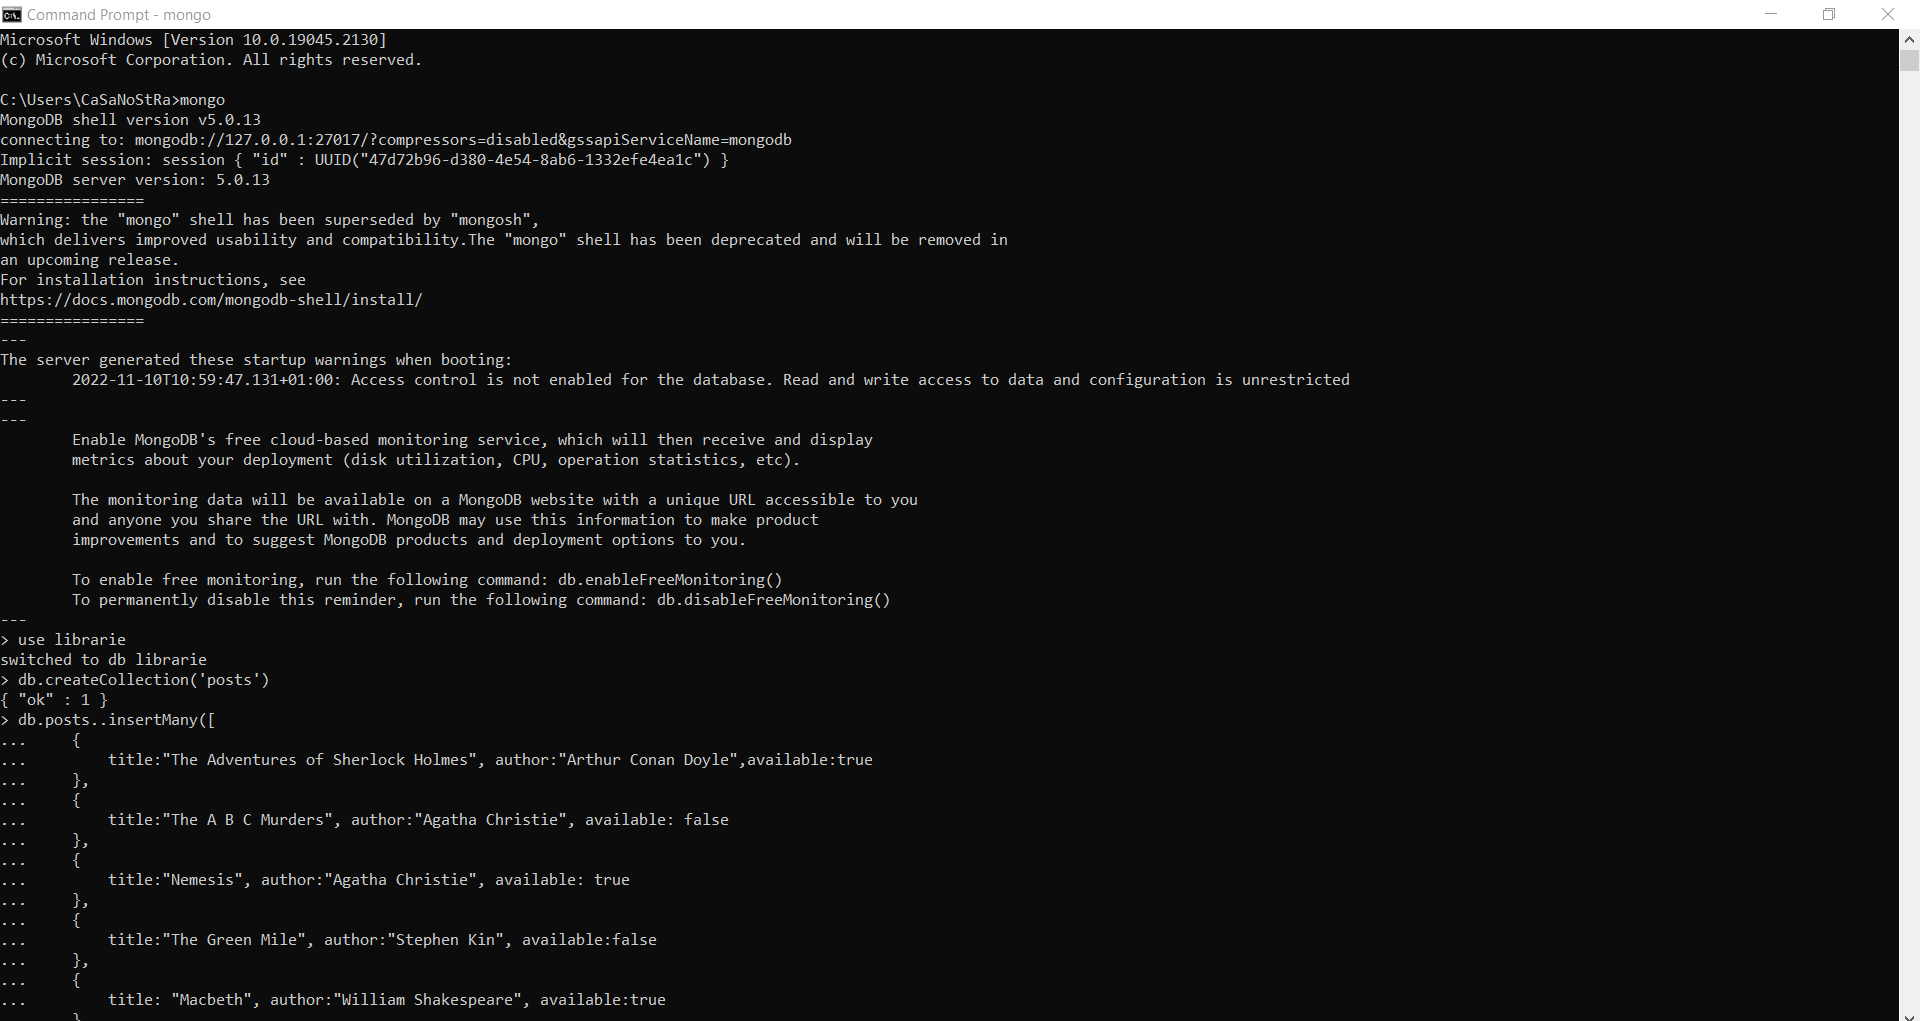 Command Prompt - mongo
Microsoft Windows [Version 10.0.19045.2130]
(c) Microsoft Corporation. All rights reserved.
C:\Users\CaSaNoStRa>mongo
MongoDB shell version v5.0.13
connecting to: mongodb://127.0.0.1:27017/?compressors=disabled&gssapiServiceName=mongodb
Implicit session: session { "id" : UUID("47d72b96-d380-4e54-8ab6-1332efe4ea1c") }
MongoDB server version: 5.0.13
================
Warning: the "mongo" shell has been superseded by "mongosh",
which delivers improved usability and compatibility.The "mongo" shell has been deprecated and will be removed in
an upcoming release.
For installation instructions, see
https://docs.mongodb.com/mongodb-shell/install/
================
---
The server generated these startup warnings when booting:
        2022-11-10T10:59:47.131+01:00: Access control is not enabled for the database. Read and write access to data and configuration is unrestricted
---
---
        Enable MongoDB's free cloud-based monitoring service, which will then receive and display
        metrics about your deployment (disk utilization, CPU, operation statistics, etc).
        The monitoring data will be available on a MongoDB website with a unique URL accessible to you
        and anyone you share the URL with. MongoDB may use this information to make product
        improvements and to suggest MongoDB products and deployment options to you.
        To enable free monitoring, run the following command: db.enableFreeMonitoring()
        To permanently disable this reminder, run the following command: db.disableFreeMonitoring()
---
> use librarie
switched to db librarie
> db.createCollection('posts')
{ "ok" : 1 }
> db.posts..insertMany([
...     {
...         title:"The Adventures of Sherlock Holmes", author:"Arthur Conan Doyle",available:true
...     },
...     {
...         title:"The A B C Murders", author:"Agatha Christie", available: false
...     },
...     {
...         title:"Nemesis", author:"Agatha Christie", available: true
...     },
...     {
...         title:"The Green Mile", author:"Stephen Kin", available:false
...     },
...     {
...         title: "Macbeth", author:"William Shakespeare", available:true
        }